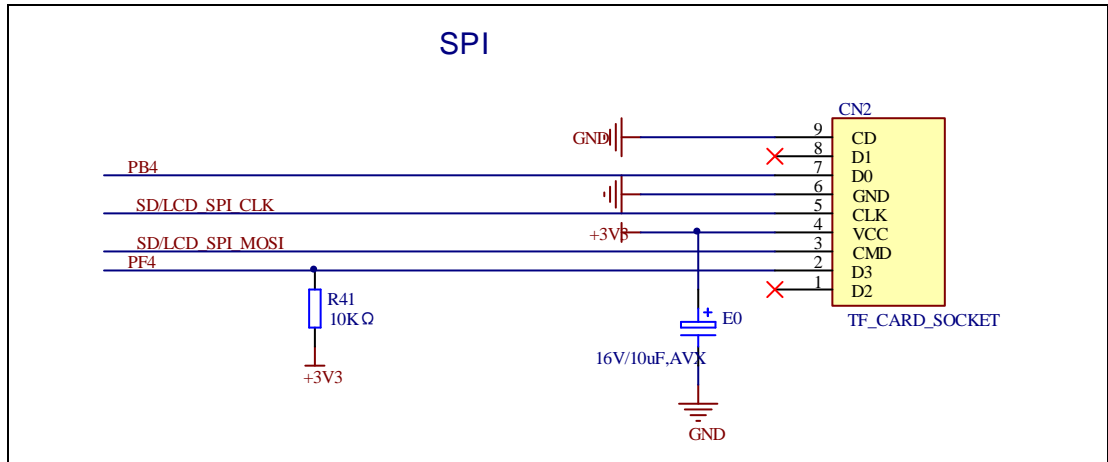 SPI
CN2
GND
9 CD
8 D1
PB4
7 D0
6 GND
SD/LCD_SPI_CLK
5 CLK
+3V3
4 VCC
SD/LCD_SPI_MOSI
3 CMD
PF4
2 D3
1 D2
R41
10KΩ
+3V3
E0
+
16V/10uF,AVX
GND
TF_CARD_SOCKET